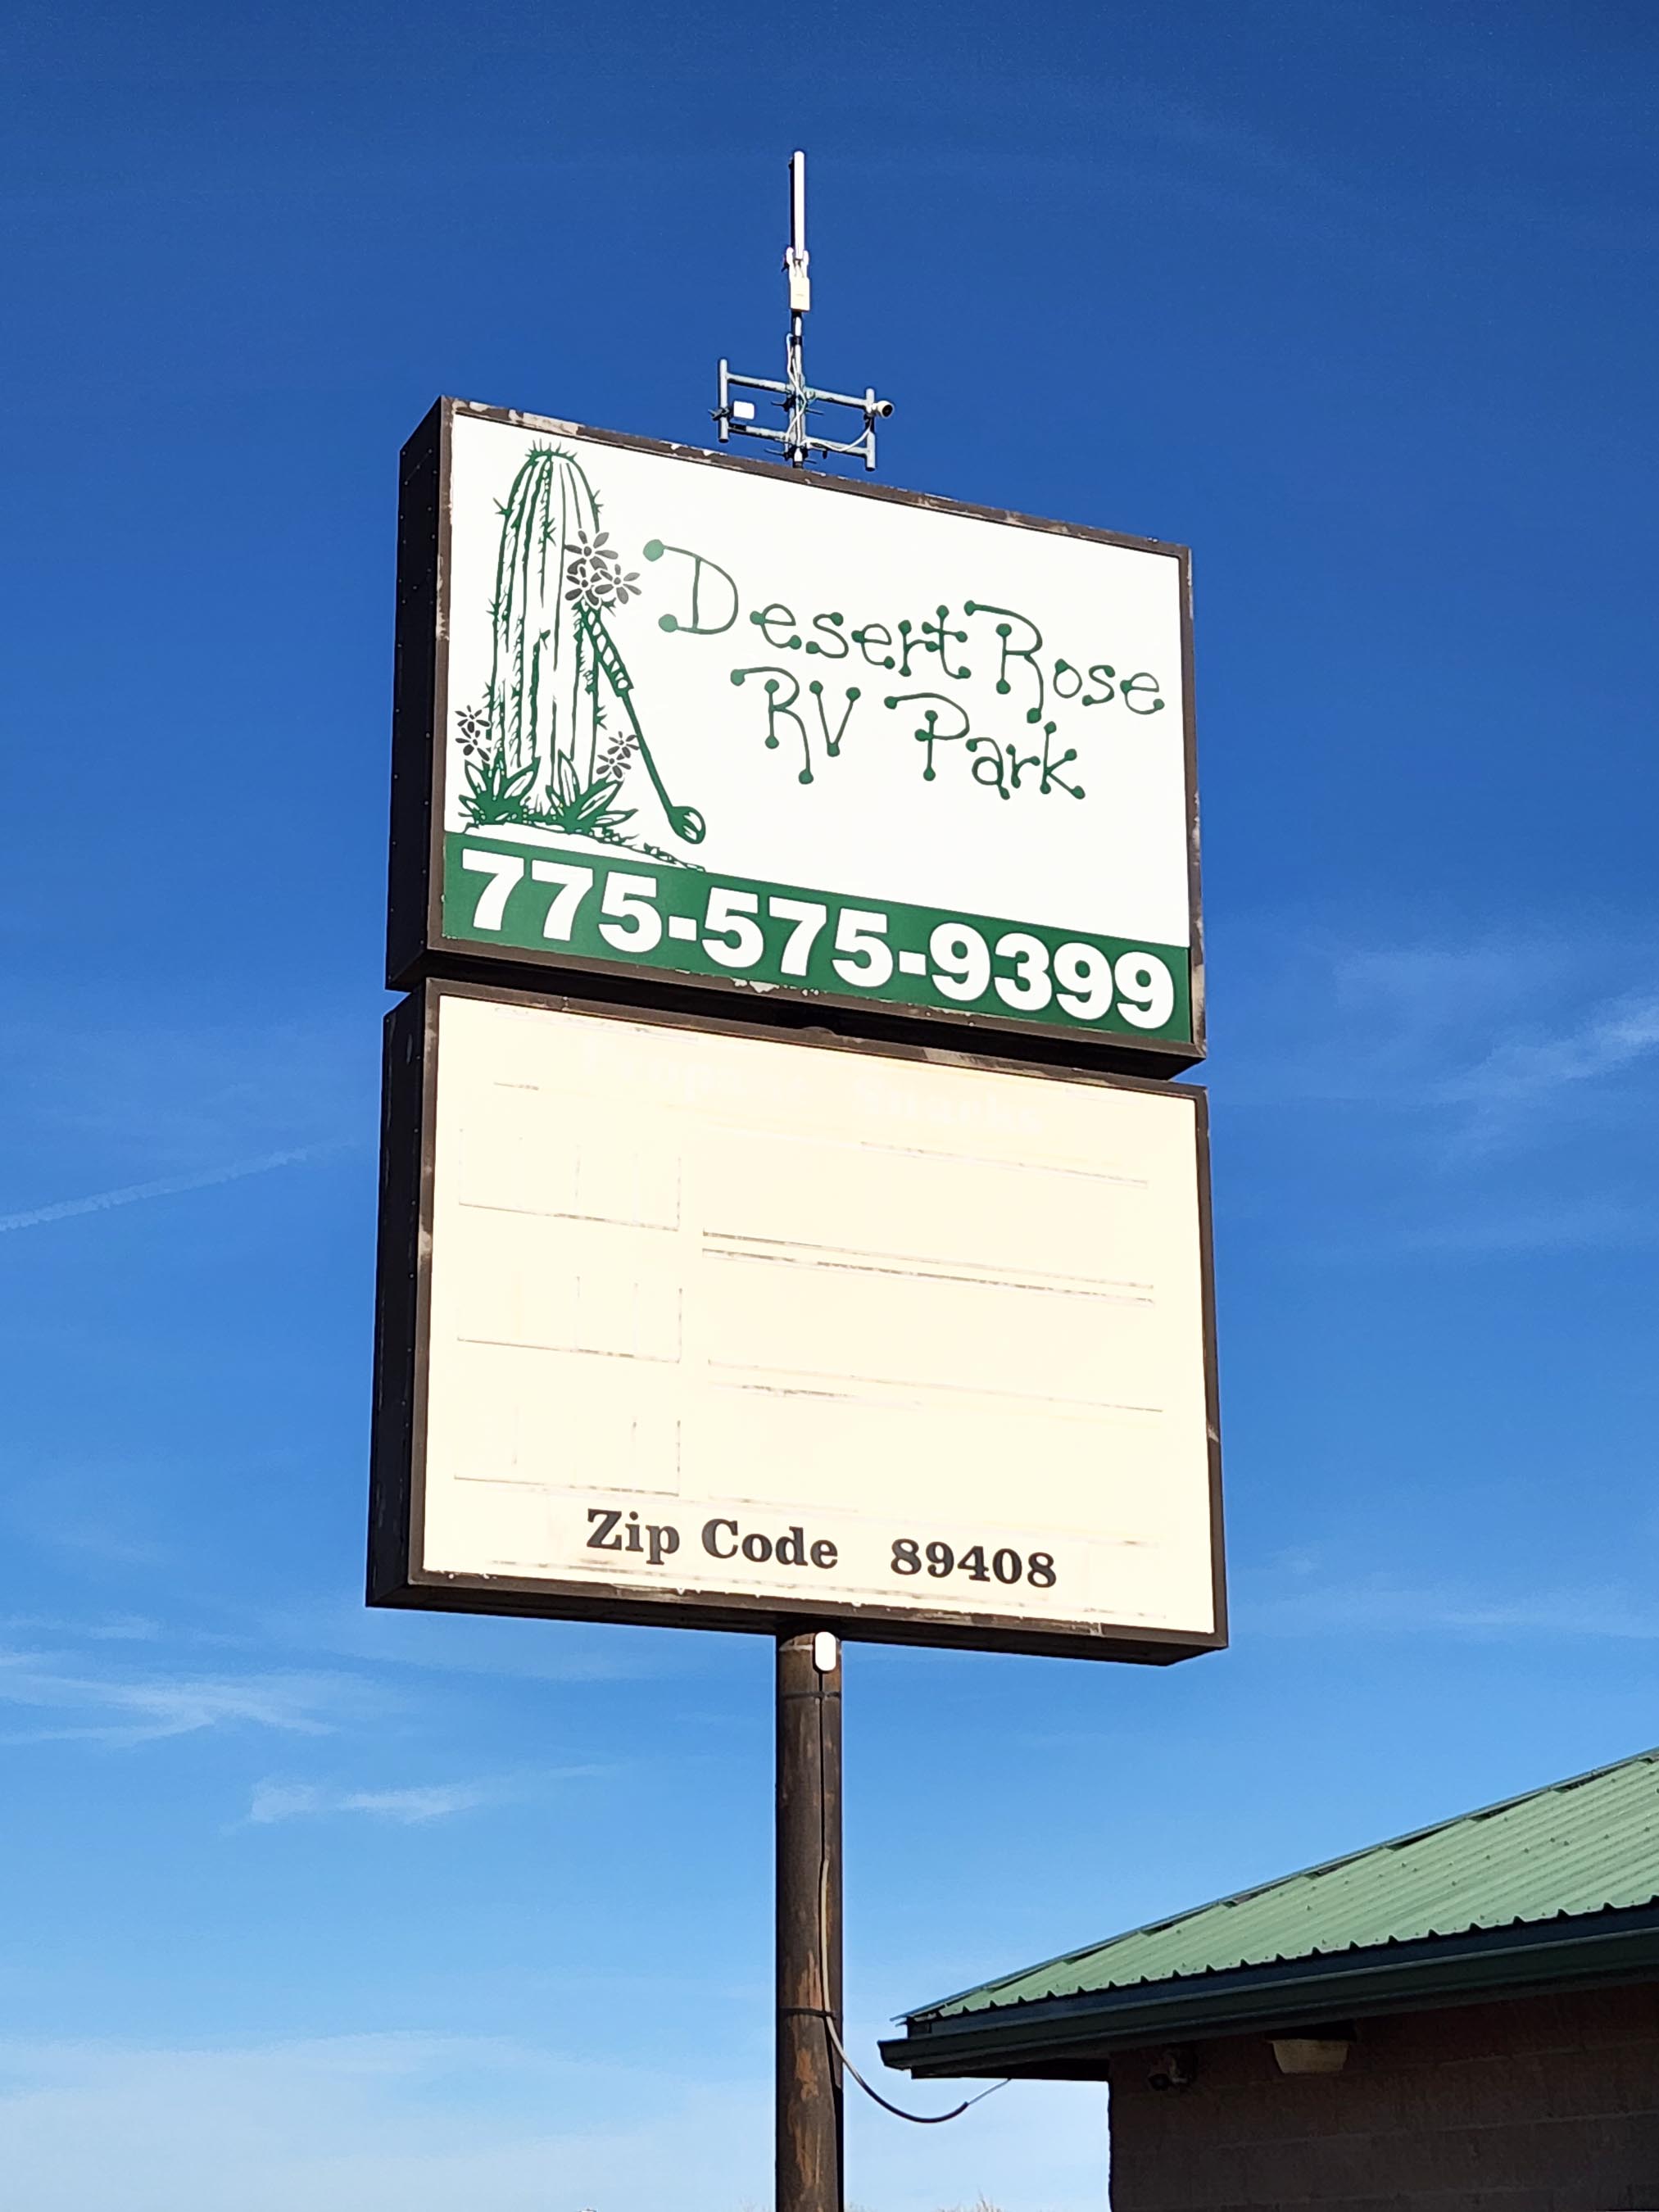 Desert Rose
RV Park
775-575-9399
Zip Code 89408